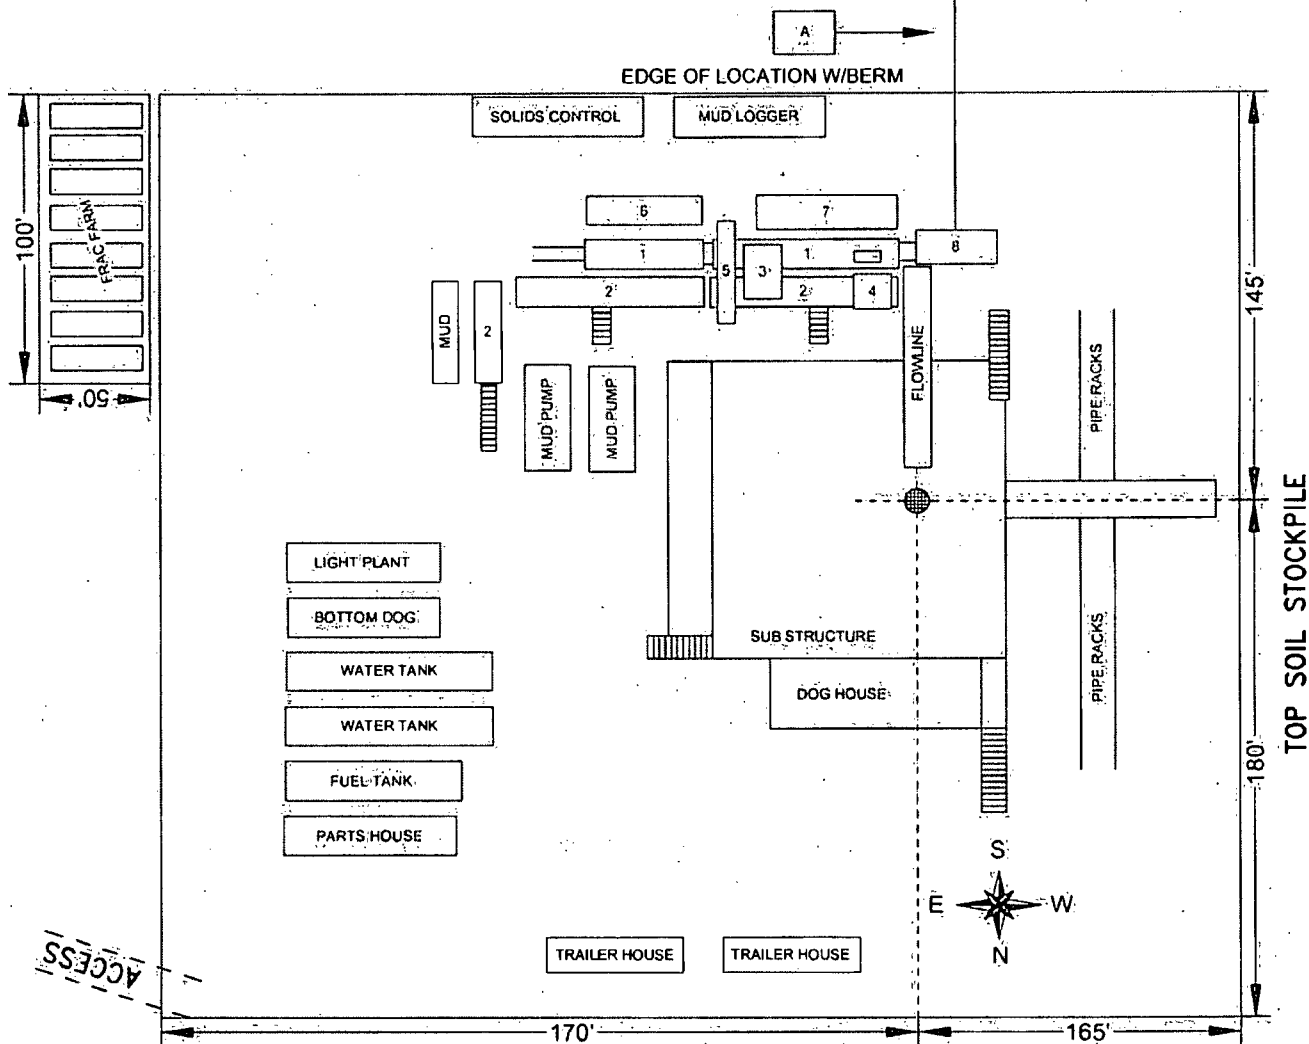 A
EDGE OF LOCATION W/BERM
SOLIDS CONTROL
MUD LOGGER
FRAC FARM
100'
50'
6
7
1
1
8
5
3
2
2
4
MUD
2
MUD PUMP
MUD PUMP
FLOWLINE
PIPE RACKS
145'
TOP SOIL STOCKPILE
LIGHT PLANT
BOTTOM DOG
WATER TANK
WATER TANK
FUEL TANK
PARTS HOUSE
SUB STRUCTURE
DOG HOUSE
PIPE RACKS
180'
S
E
W
N
ACCESS
TRAILER HOUSE
TRAILER HOUSE
170'
165'